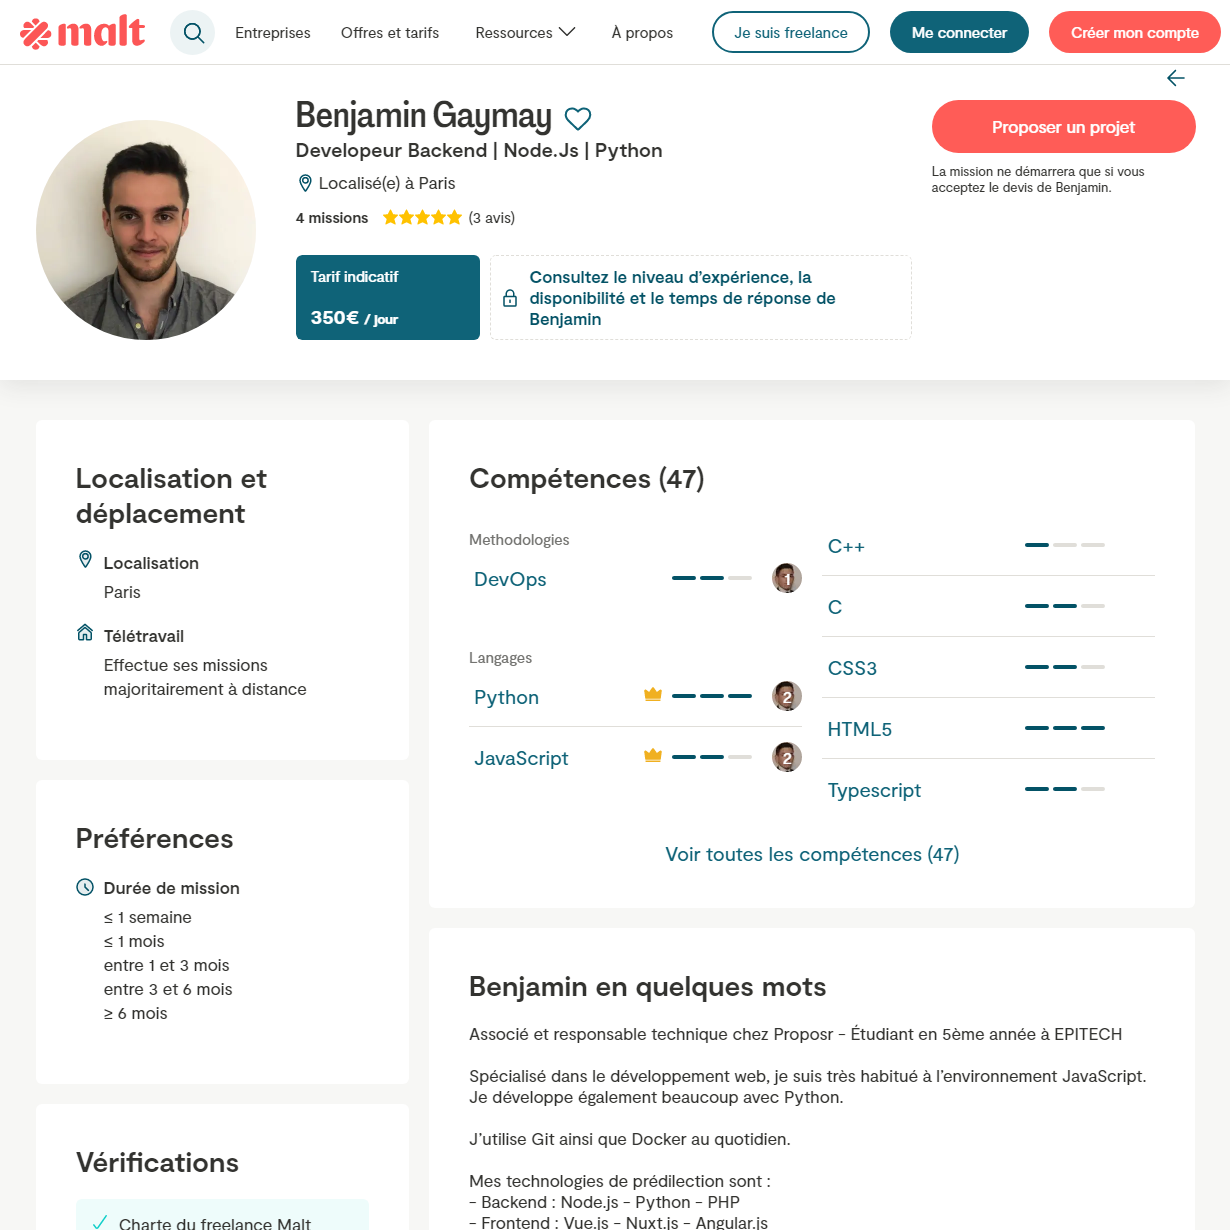 malt
Entreprises
Offres et tarifs
Ressources
À propos
Je suis freelance
Me connecter
Créer mon compte
Benjamin Gaymay
Developeur Backend | Node.Js | Python
Localisé(e) à Paris
4 missions
(3 avis)
Proposer un projet
La mission ne démarrera que si vous
acceptez le devis de Benjamin.
Tarif indicatif
350€ / jour
Consultez le niveau d’expérience, la
disponibilité et le temps de réponse de
Benjamin
Localisation et
déplacement
Localisation
Paris
Télétravail
Effectue ses missions
majoritairement à distance
Préférences
Durée de mission
≤ 1 semaine
≤ 1 mois
entre 1 et 3 mois
entre 3 et 6 mois
≥ 6 mois
Vérifications
Charte du freelance Malt
Compétences (47)
Methodologies
DevOps
1
Langages
Python
2
JavaScript
2
C++
C
CSS3
HTML5
Typescript
Voir toutes les compétences (47)
Benjamin en quelques mots
Associé et responsable technique chez Proposr - Étudiant en 5ème année à EPITECH
Spécialisé dans le développement web, je suis très habitué à l’environnement JavaScript.
Je développe également beaucoup avec Python.
J’utilise Git ainsi que Docker au quotidien.
Mes technologies de prédilection sont :
- Backend : Node.js - Python - PHP
- Frontend : Vue.js - Nuxt.js - Angular.js